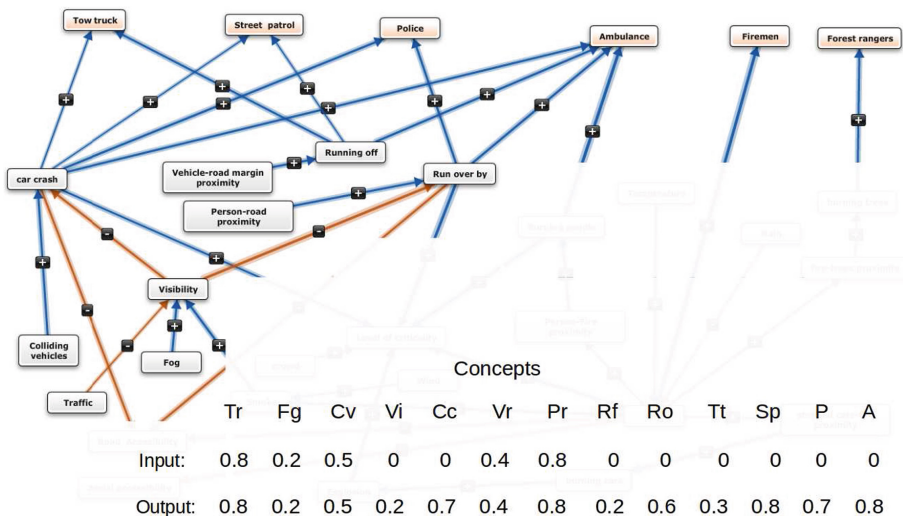 Tow truck
Street patrol
Police
Ambulance
Firemen
Forest rangers
Running off
Vehicle-road margin
proximity
Run over by
car crash
Person-road
proximity
Visibility
Colliding
vehicles
Fog
Traffic
Concepts
Tr Fg Cv Vi Cc Vr Pr Rf Ro Tt Sp P A
Input: 0.8 0.2 0.5 0 0 0.4 0.8 0 0 0 0 0 0
Output: 0.8 0.2 0.5 0.2 0.7 0.4 0.8 0.2 0.6 0.3 0.8 0.7 0.8